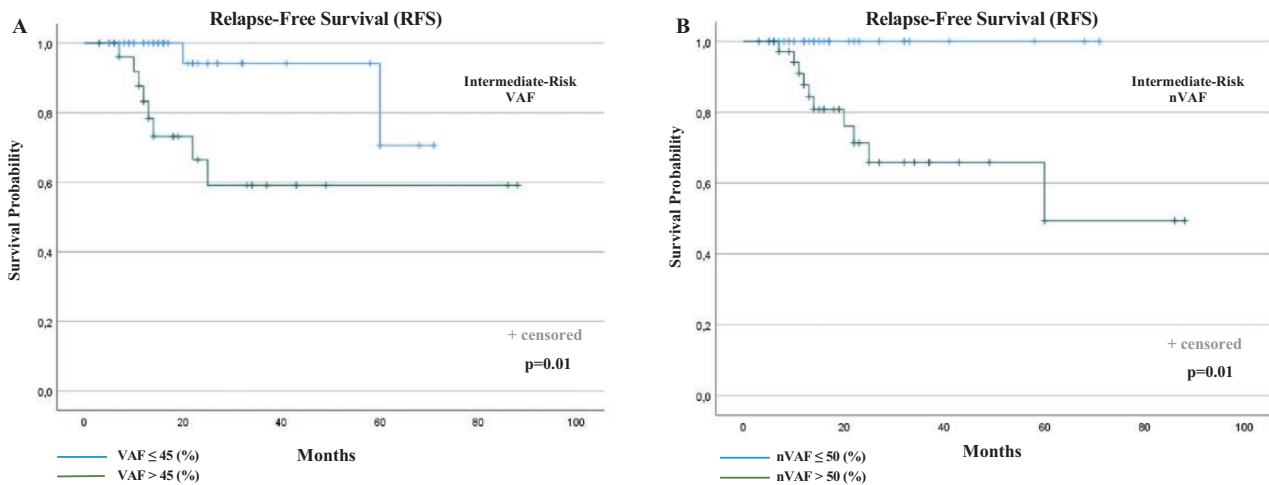 A
Relapse-Free Survival (RFS)
Intermediate-Risk
VAF
Survival Probability
1,0
0,8
0,6
0,4
0,2
0,0
+ censored
p=0.01
0 20 40 60 80 100
Months
VAF ≤ 45 (%)
VAF > 45 (%)
B
Relapse-Free Survival (RFS)
Intermediate-Risk
nVAF
Survival Probability
1,0
0,8
0,6
0,4
0,2
0,0
+ censored
p=0.01
0 20 40 60 80 100
Months
nVAF ≤ 50 (%)
nVAF > 50 (%)